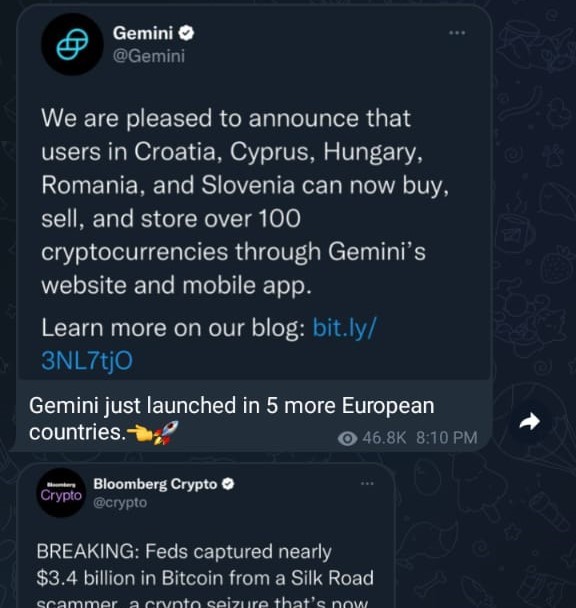 Gemini
@Gemini
We are pleased to announce that
users in Croatia, Cyprus, Hungary,
Romania, and Slovenia can now buy,
sell, and store over 100
cryptocurrencies through Gemini's
website and mobile app.
Learn more on our blog: bit.ly/
3NL7tjO
Gemini just launched in 5 more European
countries.👈🚀
46.8K 8:10 PM
Bloomberg
Crypto
Bloomberg Crypto
@crypto
BREAKING: Feds captured nearly
$3.4 billion in Bitcoin from a Silk Road
scammer, a crypto seizure that's now